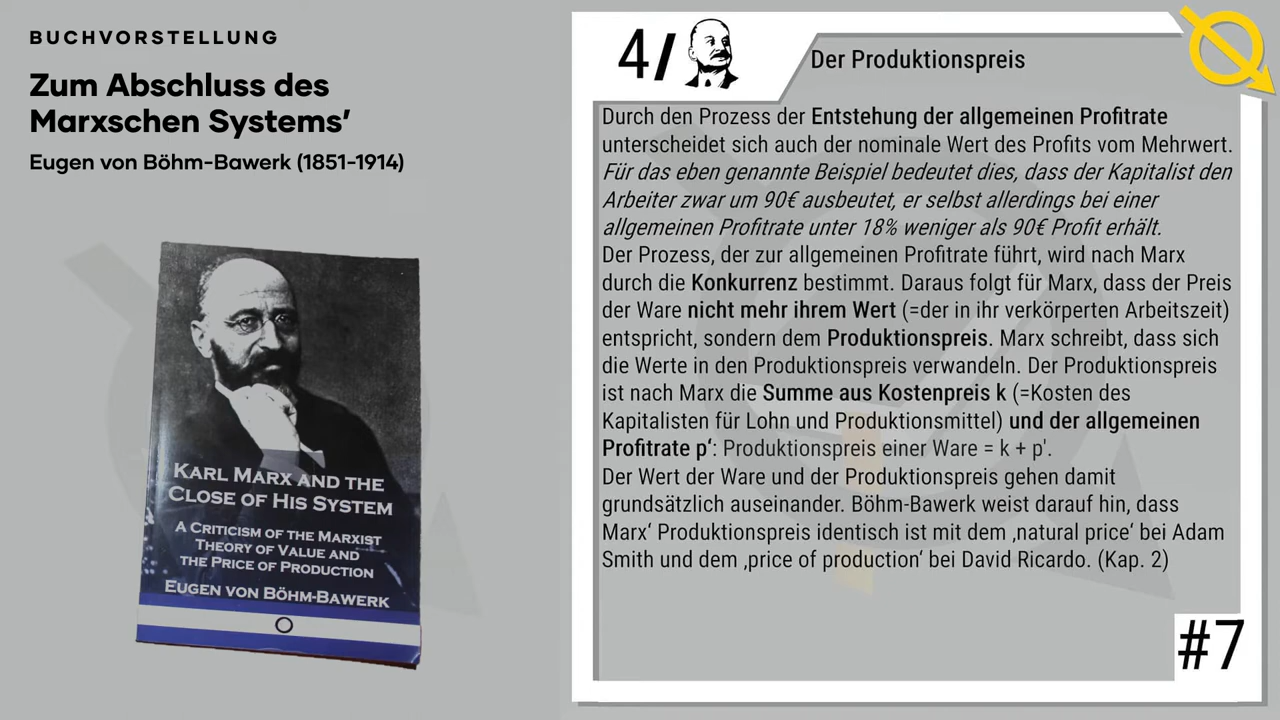 BUCHVORSTELLUNG
Zum Abschluss des
Marxschen Systems’
Eugen von Böhm-Bawerk (1851-1914)
KARL MARX AND THE
CLOSE OF HIS SYSTEM
A CRITICISM OF THE MARXIST
THEORY OF VALUE AND
THE PRICE OF PRODUCTION
EUGEN VON BÖHM-BAWERK
4/
Der Produktionspreis
Durch den Prozess der Entstehung der allgemeinen Profitrate
unterscheidet sich auch der nominale Wert des Profits vom Mehrwert.
Für das eben genannte Beispiel bedeutet dies, dass der Kapitalist den
Arbeiter zwar um 90€ ausbeutet, er selbst allerdings bei einer
allgemeinen Profitrate unter 18% weniger als 90€ Profit erhält.
Der Prozess, der zur allgemeinen Profitrate führt, wird nach Marx
durch die Konkurrenz bestimmt. Daraus folgt für Marx, dass der Preis
der Ware nicht mehr ihrem Wert (=der in ihr verkörperten Arbeitszeit)
entspricht, sondern dem Produktionspreis. Marx schreibt, dass sich
die Werte in den Produktionspreis verwandeln. Der Produktionspreis
ist nach Marx die Summe aus Kostenpreis k (=Kosten des
Kapitalisten für Lohn und Produktionsmittel) und der allgemeinen
Profitrate p‘: Produktionspreis einer Ware = k + p'.
Der Wert der Ware und der Produktionspreis gehen damit
grundsätzlich auseinander. Böhm-Bawerk weist darauf hin, dass
Marx‘ Produktionspreis identisch ist mit dem ‚natural price‘ bei Adam
Smith und dem ‚price of production‘ bei David Ricardo. (Kap. 2)
#7